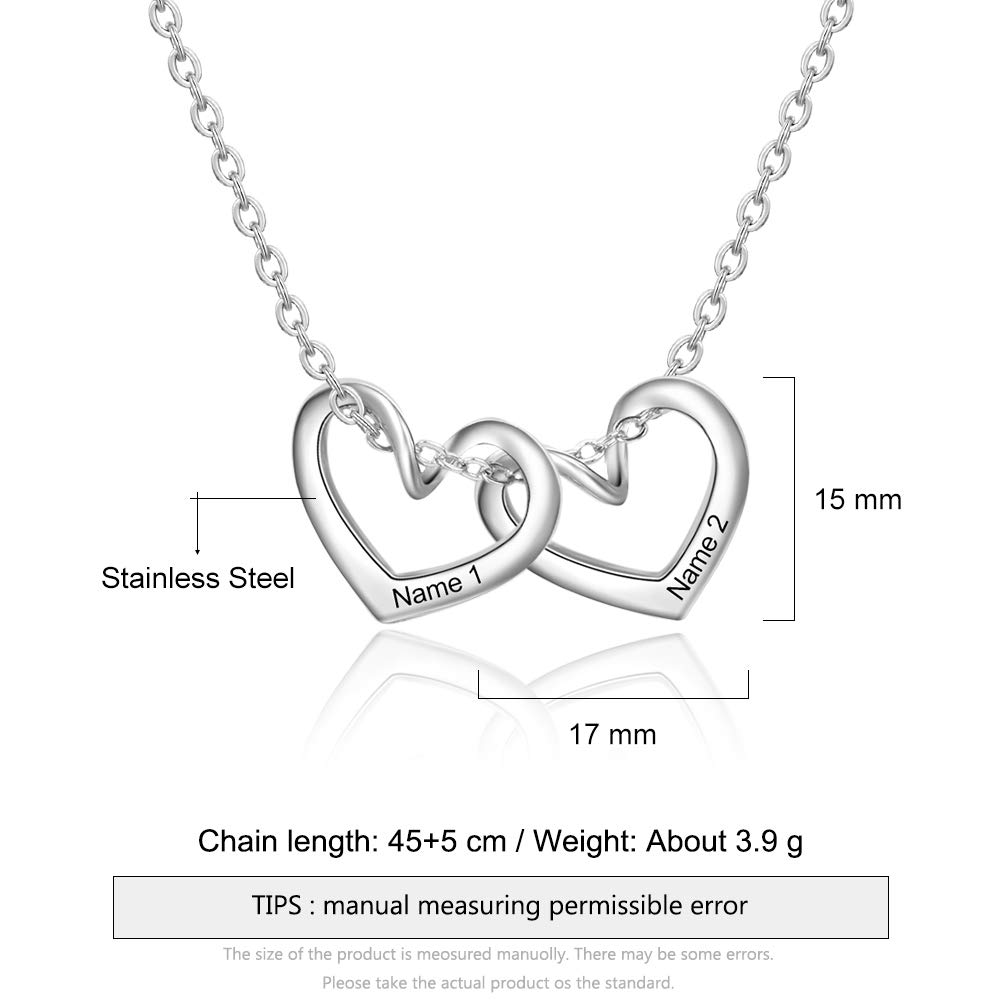 15 mm
Name 2
Name 1
Stainless Steel
17 mm
Chain length: 45+5 cm / Weight: About 3.9 g
TIPS : manual measuring permissible error
The size of the product is meosured manuolly. There may be some errors.
Please take the actual product os the standard.